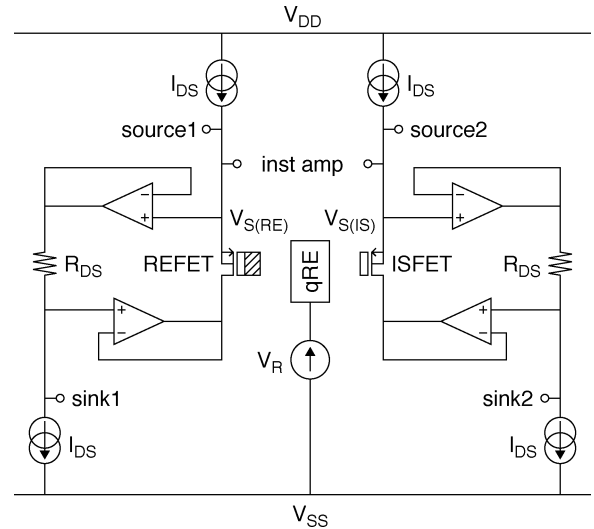 VDD
IDS
IDS
source1
source2
inst amp
−
+
VS(RE)
VS(IS)
−
+
RDS
REFET
qRE
ISFET
RDS
+
−
VR
+
−
sink1
sink2
IDS
IDS
VSS